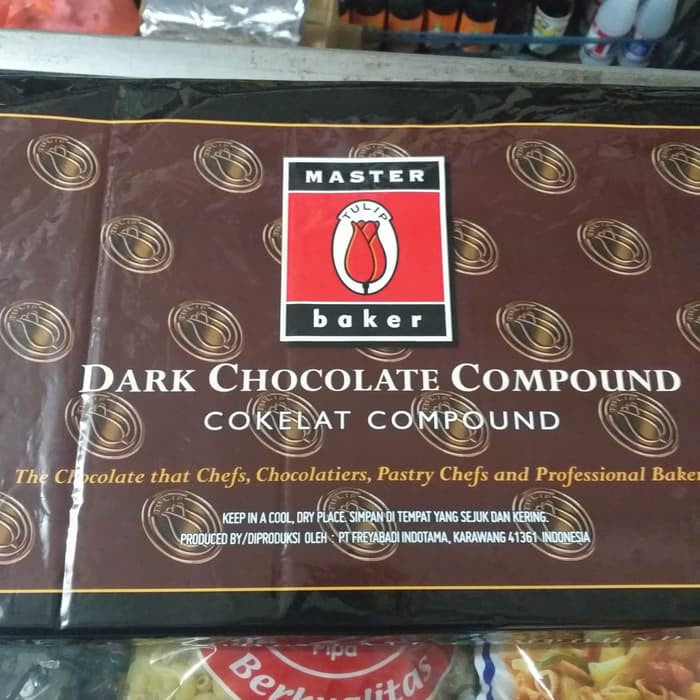 MASTER
TULIP
baker
DARK CHOCOLATE COMPOUND
COKELAT COMPOUND
The Chocolate that Chefs, Chocolatiers, Pastry Chefs and Professional
KEEP IN A COOL, DRY PLACE. SIMPAN DI TEMPAT YANG SEJUK DAN KERING.
PRODUCED BY/DIPRODUKSI OLEH : PT FREYABADI INDOTAMA, KARAWANG 41361 INDONESIA
Pipa
Berkualitas